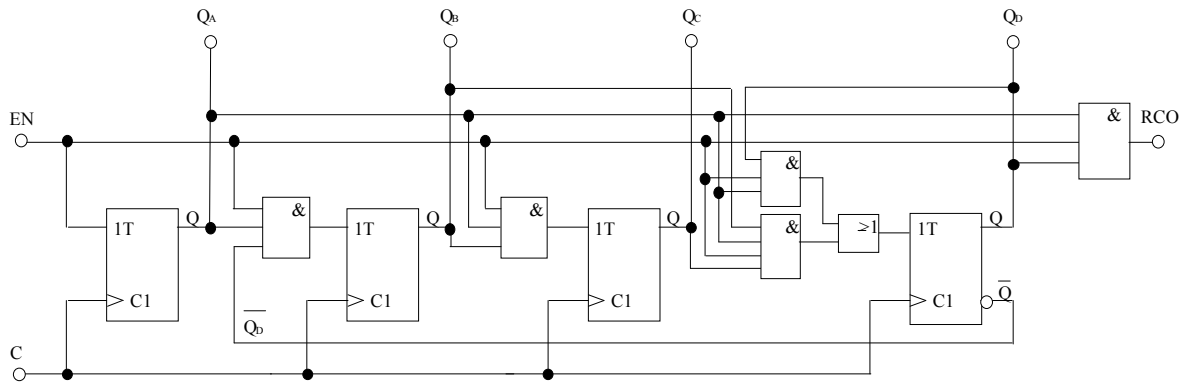 QA QB QC QD
EN & RCO
&
Q & Q & Q & Q
1T 1T 1T ≥1 1T
C1 C1 C1 C1 Q̅
Q̅D̅
C